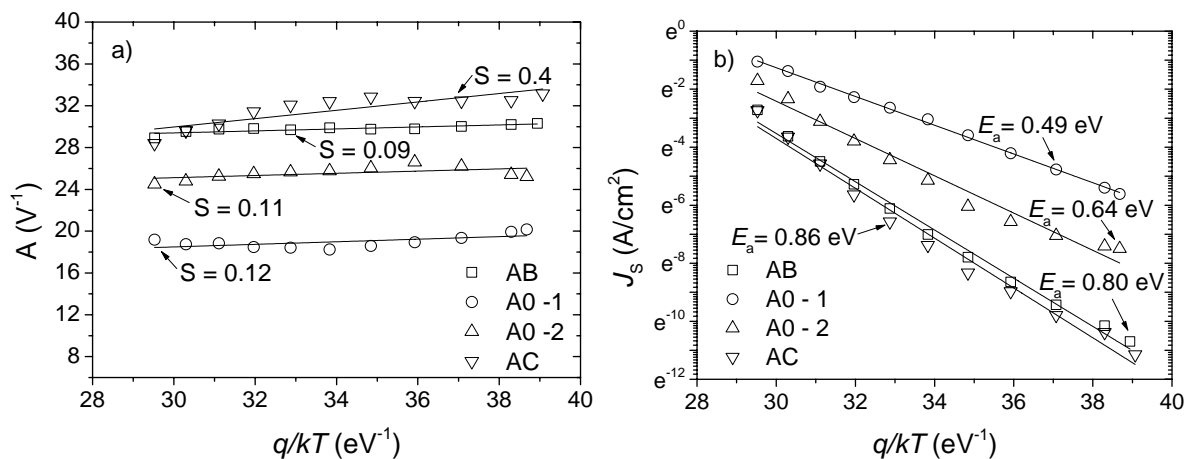 a)
A (V⁻¹)
40
36
32
28
24
20
16
12
8
S = 0.4
S = 0.09
S = 0.11
S = 0.12
AB
A0 -1
A0 -2
AC
28 30 32 34 36 38 40
q/kT (eV⁻¹)
b)
J_S (A/cm²)
e⁰
e⁻²
e⁻⁴
e⁻⁶
e⁻⁸
e⁻¹⁰
e⁻¹²
E_a = 0.49 eV
E_a = 0.64 eV
E_a = 0.86 eV
E_a = 0.80 eV
AB
A0 - 1
A0 - 2
AC
28 30 32 34 36 38 40
q/kT (eV⁻¹)